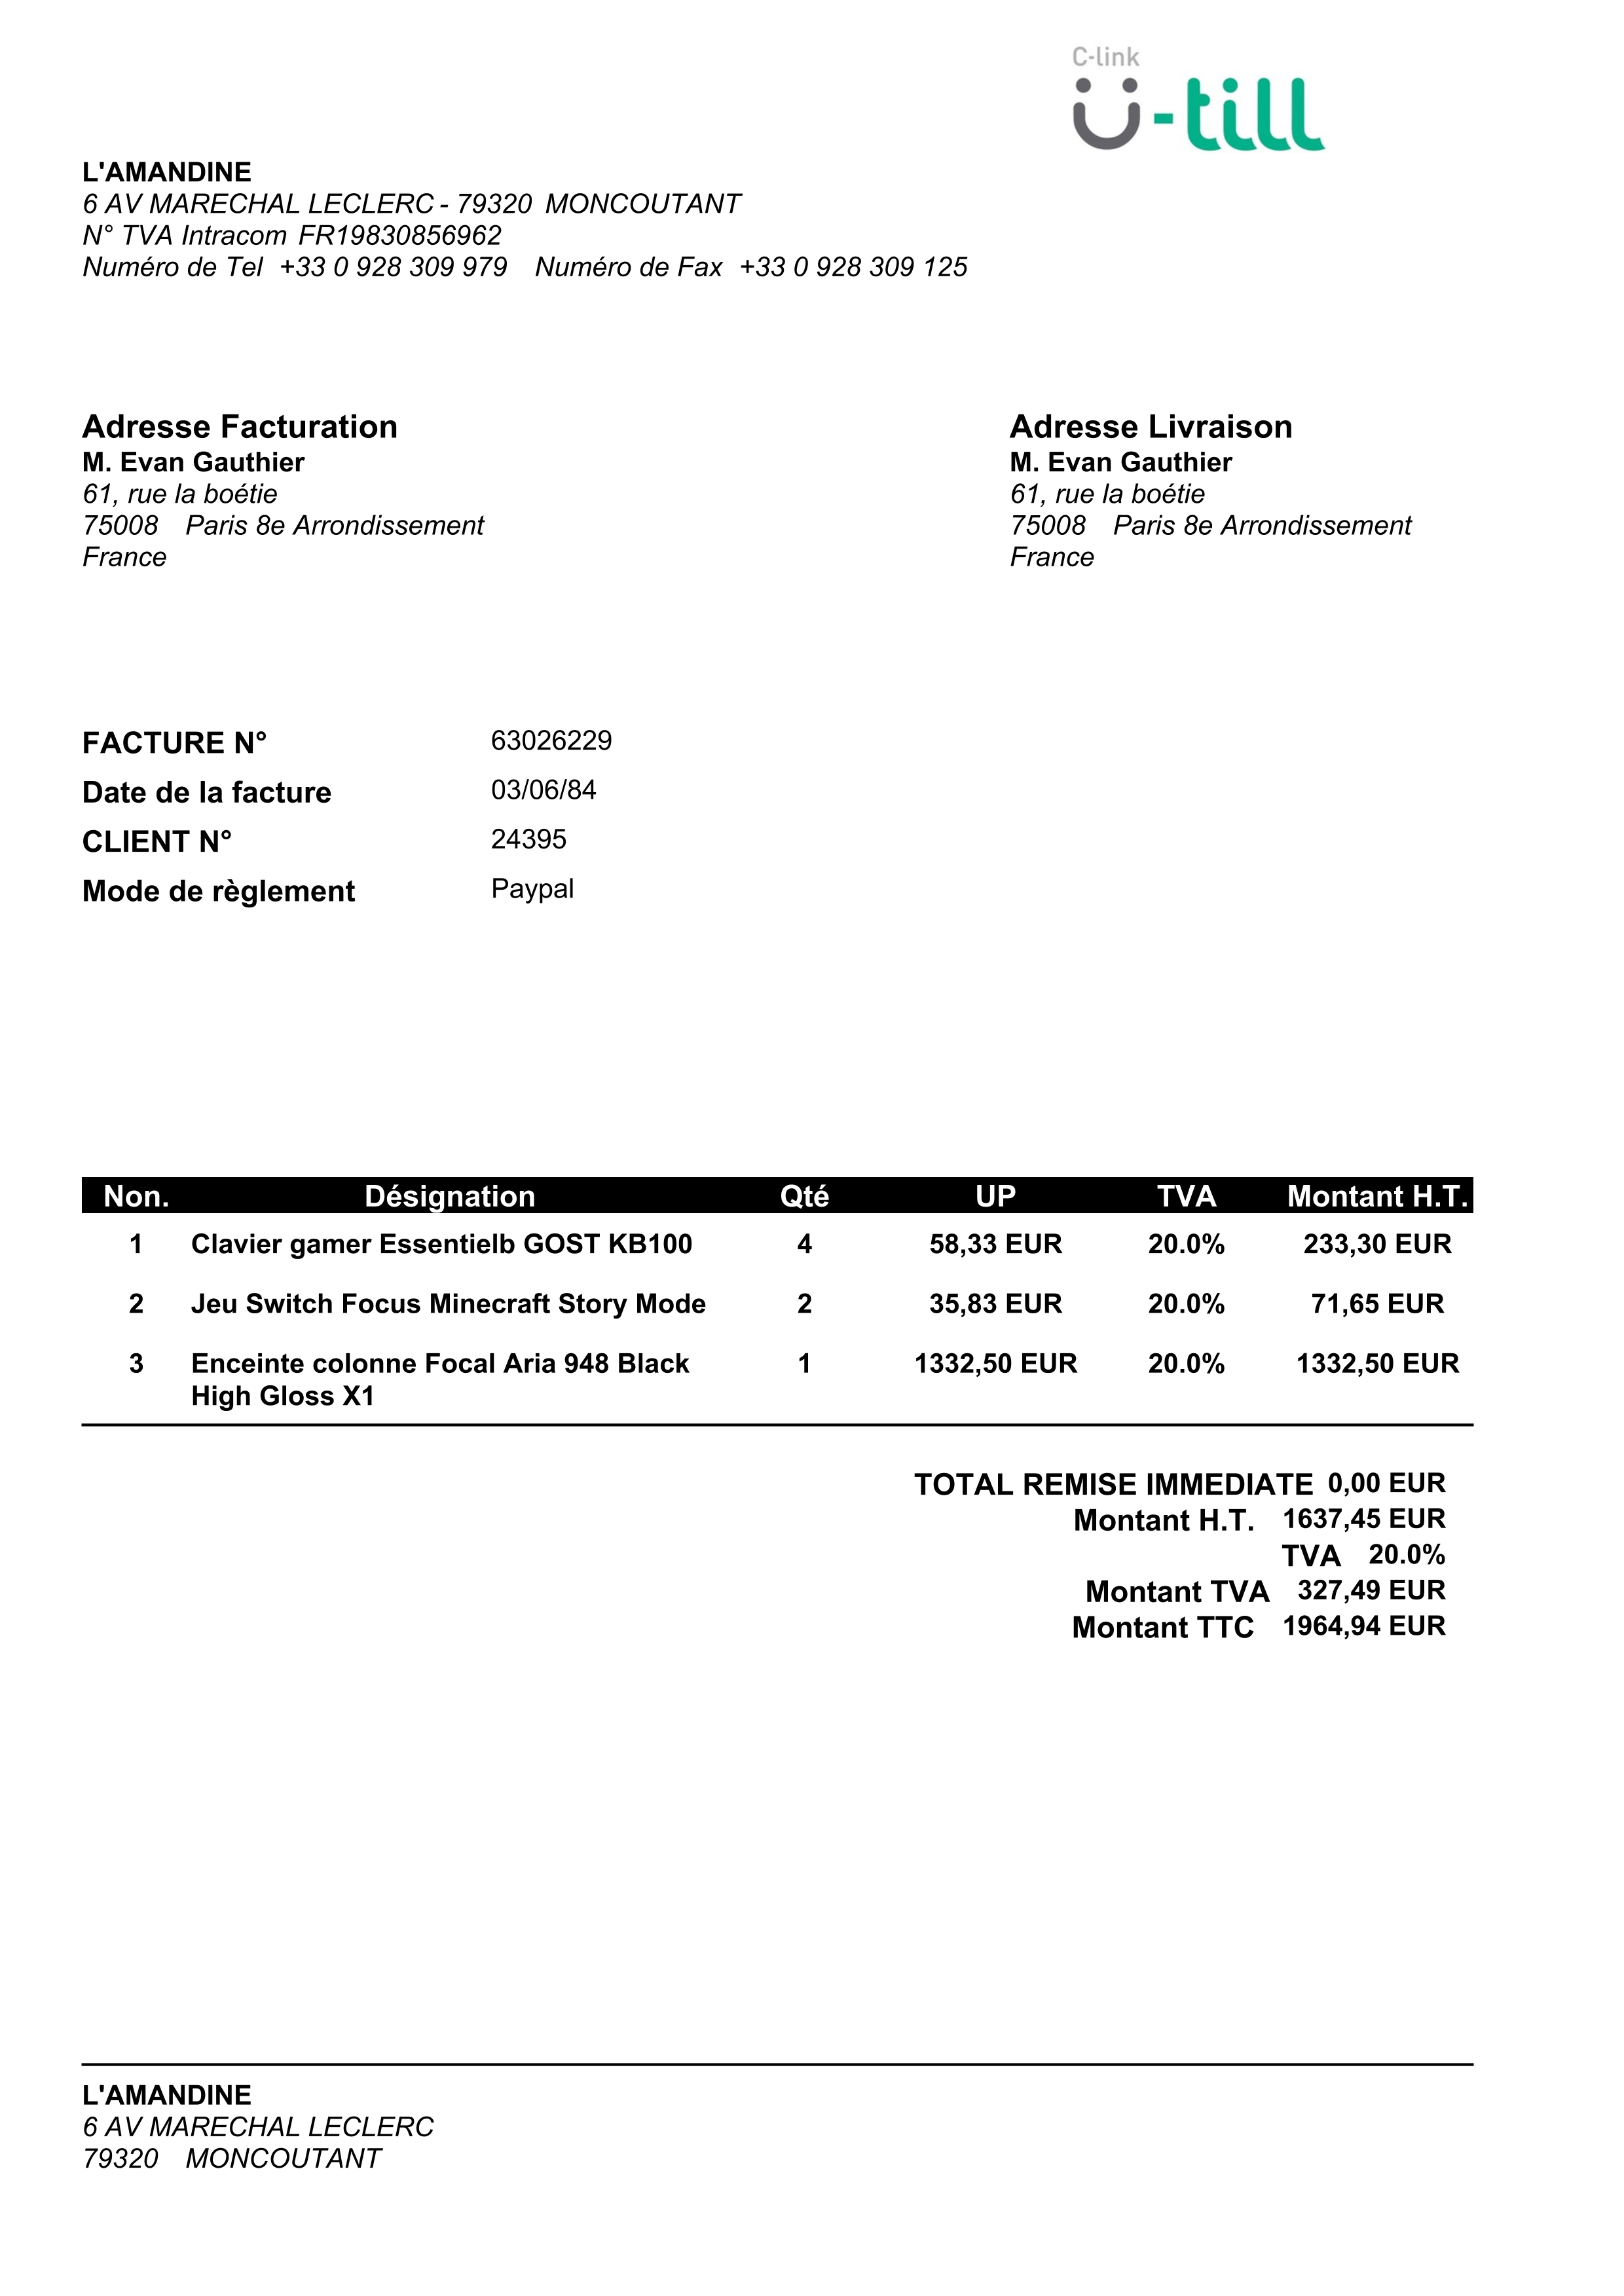 C-link
ü-till
L'AMANDINE
6 AV MARECHAL LECLERC - 79320 MONCOUTANT
N° TVA Intracom FR19830856962
Numéro de Tel +33 0 928 309 979 Numéro de Fax +33 0 928 309 125
Adresse Facturation
M. Evan Gauthier
61, rue la boétie
75008 Paris 8e Arrondissement
France
Adresse Livraison
M. Evan Gauthier
61, rue la boétie
75008 Paris 8e Arrondissement
France
FACTURE N° 63026229
Date de la facture 03/06/84
CLIENT N° 24395
Mode de règlement Paypal
Non. Désignation Qté UP TVA Montant H.T.
1 Clavier gamer Essentielb GOST KB100 4 58,33 EUR 20.0% 233,30 EUR
2 Jeu Switch Focus Minecraft Story Mode 2 35,83 EUR 20.0% 71,65 EUR
3 Enceinte colonne Focal Aria 948 Black 1 1332,50 EUR 20.0% 1332,50 EUR
High Gloss X1
TOTAL REMISE IMMEDIATE 0,00 EUR
Montant H.T. 1637,45 EUR
TVA 20.0%
Montant TVA 327,49 EUR
Montant TTC 1964,94 EUR
L'AMANDINE
6 AV MARECHAL LECLERC
79320 MONCOUTANT